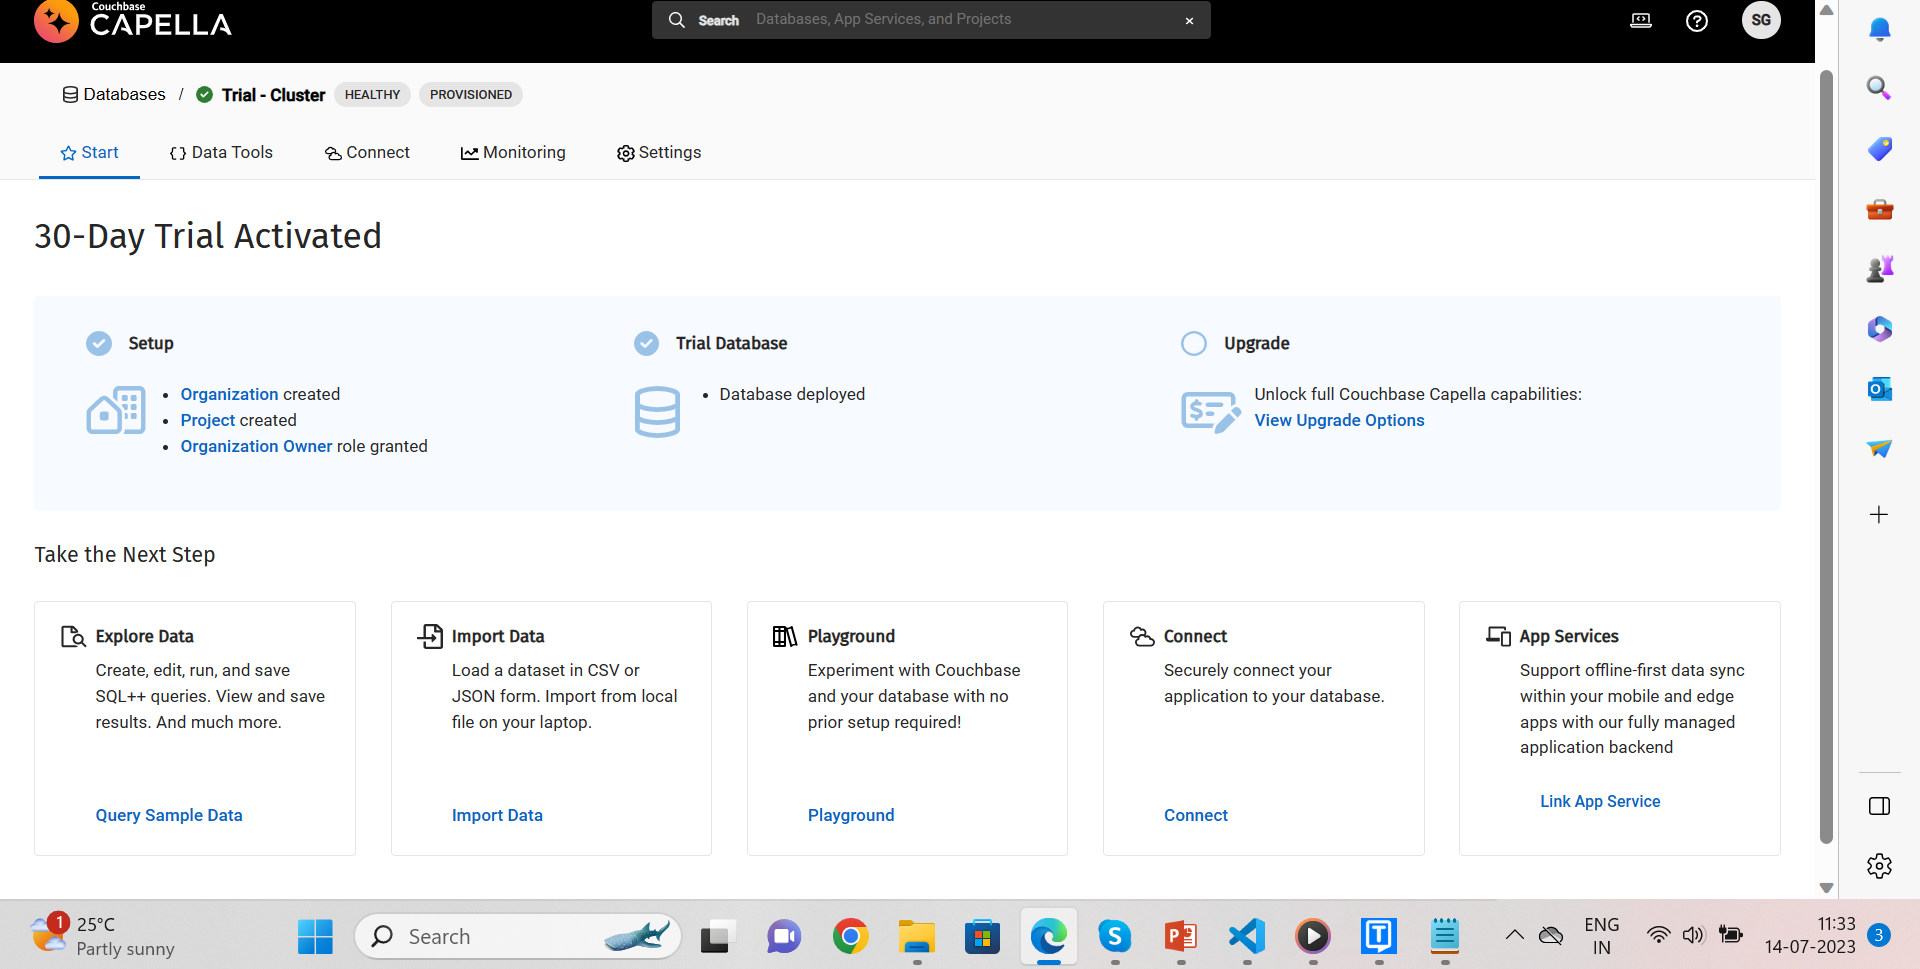 Couchbase
CAPELLA
Search Databases, App Services, and Projects ×
SG
Databases / Trial - Cluster HEALTHY PROVISIONED
Start Data Tools Connect Monitoring Settings
30-Day Trial Activated
Setup
Organization created
Project created
Organization Owner role granted
Trial Database
Database deployed
Upgrade
Unlock full Couchbase Capella capabilities:
View Upgrade Options
Take the Next Step
Explore Data
Create, edit, run, and save
SQL++ queries. View and save
results. And much more.
Query Sample Data
Import Data
Load a dataset in CSV or
JSON form. Import from local
file on your laptop.
Import Data
Playground
Experiment with Couchbase
and your database with no
prior setup required!
Playground
Connect
Securely connect your
application to your database.
Connect
App Services
Support offline-first data sync
within your mobile and edge
apps with our fully managed
application backend
Link App Service
1
25°C
Partly sunny
Search
ENG
IN
11:33
14-07-2023
3